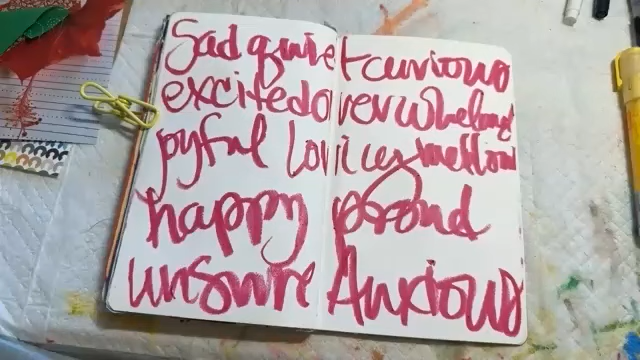 Sad quiet curious
excited overwhelmed
joyful mellow
happy proud
unsure Anxious